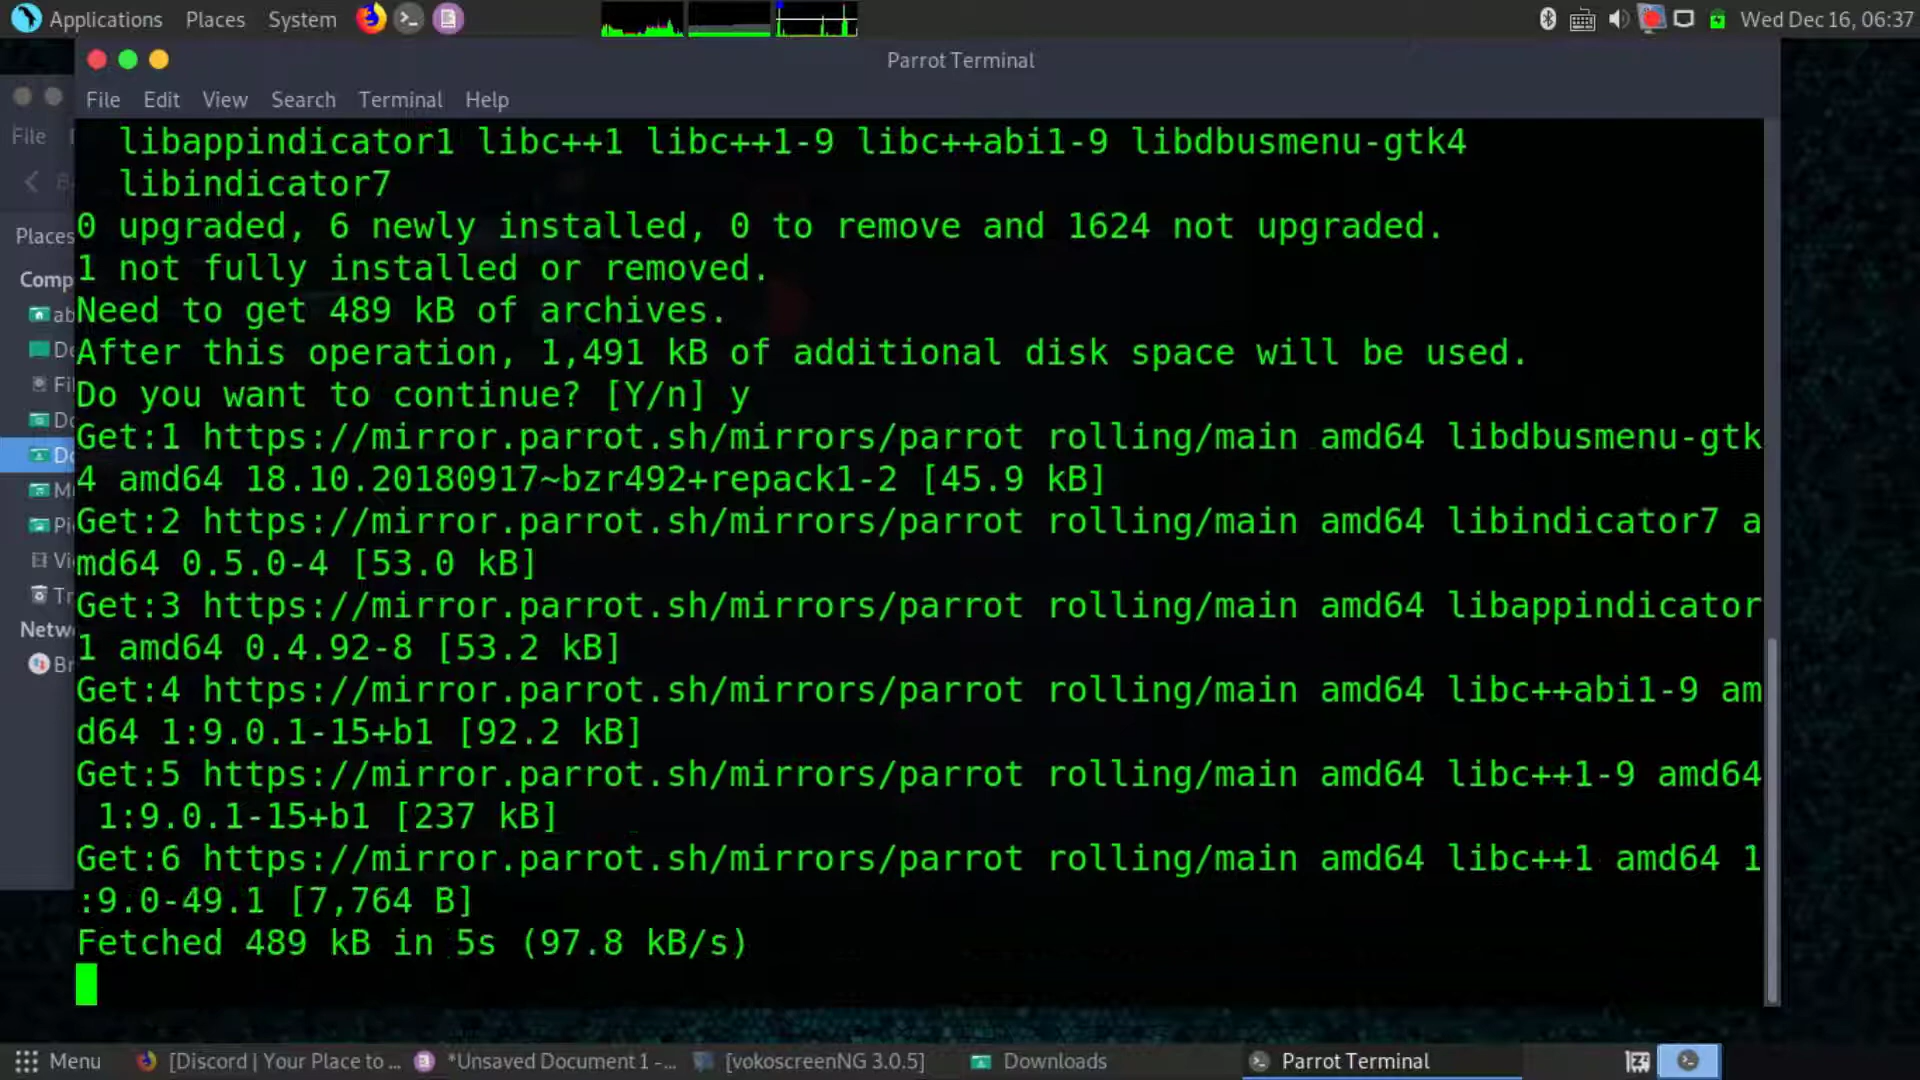 Applications Places System Wed Dec 16, 06:37
Parrot Terminal
File Edit View Search Terminal Help
File
Places
libappindicator1 libc++1 libc++1-9 libc++abi1-9 libdbusmenu-gtk4
libindicator7
0 upgraded, 6 newly installed, 0 to remove and 1624 not upgraded.
1 not fully installed or removed.
Need to get 489 kB of archives.
After this operation, 1,491 kB of additional disk space will be used.
Do you want to continue? [Y/n] y
Get:1 https://mirror.parrot.sh/mirrors/parrot rolling/main amd64 libdbusmenu-gtk
4 amd64 18.10.20180917~bzr492+repack1-2 [45.9 kB]
Get:2 https://mirror.parrot.sh/mirrors/parrot rolling/main amd64 libindicator7 a
md64 0.5.0-4 [53.0 kB]
Get:3 https://mirror.parrot.sh/mirrors/parrot rolling/main amd64 libappindicator
1 amd64 0.4.92-8 [53.2 kB]
Get:4 https://mirror.parrot.sh/mirrors/parrot rolling/main amd64 libc++abi1-9 am
d64 1:9.0.1-15+b1 [92.2 kB]
Get:5 https://mirror.parrot.sh/mirrors/parrot rolling/main amd64 libc++1-9 amd64
1:9.0.1-15+b1 [237 kB]
Get:6 https://mirror.parrot.sh/mirrors/parrot rolling/main amd64 libc++1 amd64 1
:9.0-49.1 [7,764 B]
Fetched 489 kB in 5s (97.8 kB/s)
Menu [Discord | Your Place to ... *Unsaved Document 1 -... [vokoscreenNG 3.0.5] Downloads Parrot Terminal